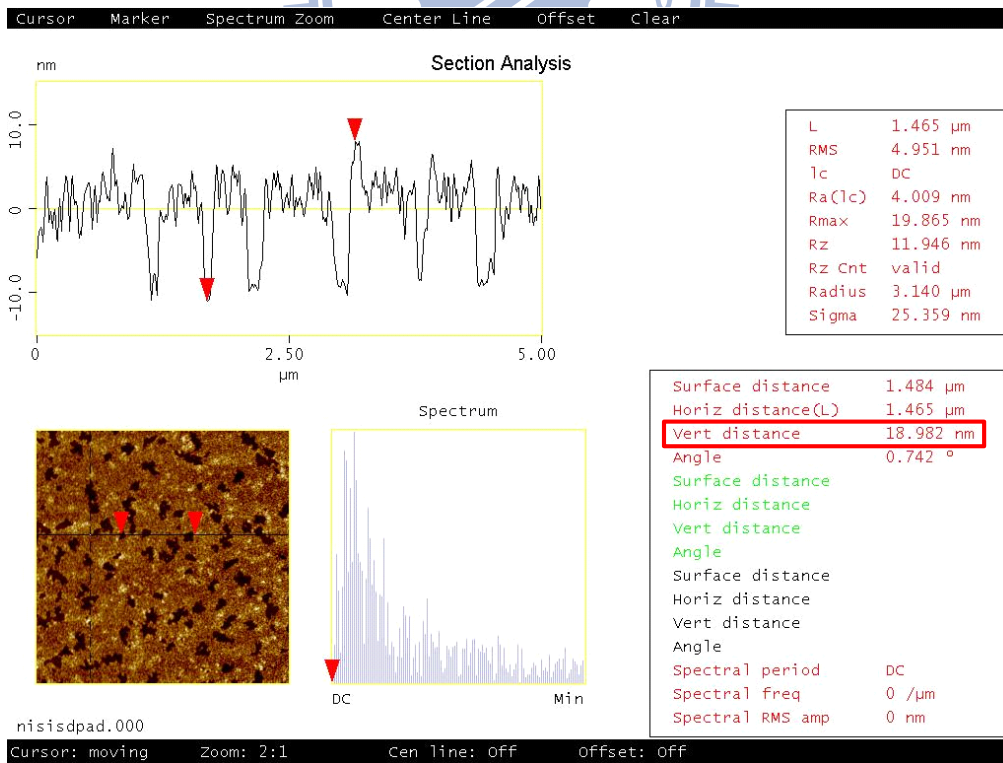 Cursor Marker Spectrum Zoom Center Line Offset Clear
Section Analysis
nm
10.0
0
-10.0
0 2.50 5.00
µm
L 1.465 µm
RMS 4.951 nm
lc DC
Ra(lc) 4.009 nm
Rmax 19.865 nm
Rz 11.946 nm
Rz Cnt valid
Radius 3.140 µm
Sigma 25.359 nm
Surface distance 1.484 µm
Horiz distance(L) 1.465 µm
Vert distance 18.982 nm
Angle 0.742 °
Surface distance
Horiz distance
Vert distance
Angle
Surface distance
Horiz distance
Vert distance
Angle
Spectral period DC
Spectral freq 0 /µm
Spectral RMS amp 0 nm
Spectrum
DC Min
nisisdpad.000
Cursor: moving Zoom: 2:1 Cen line: Off Offset: Off